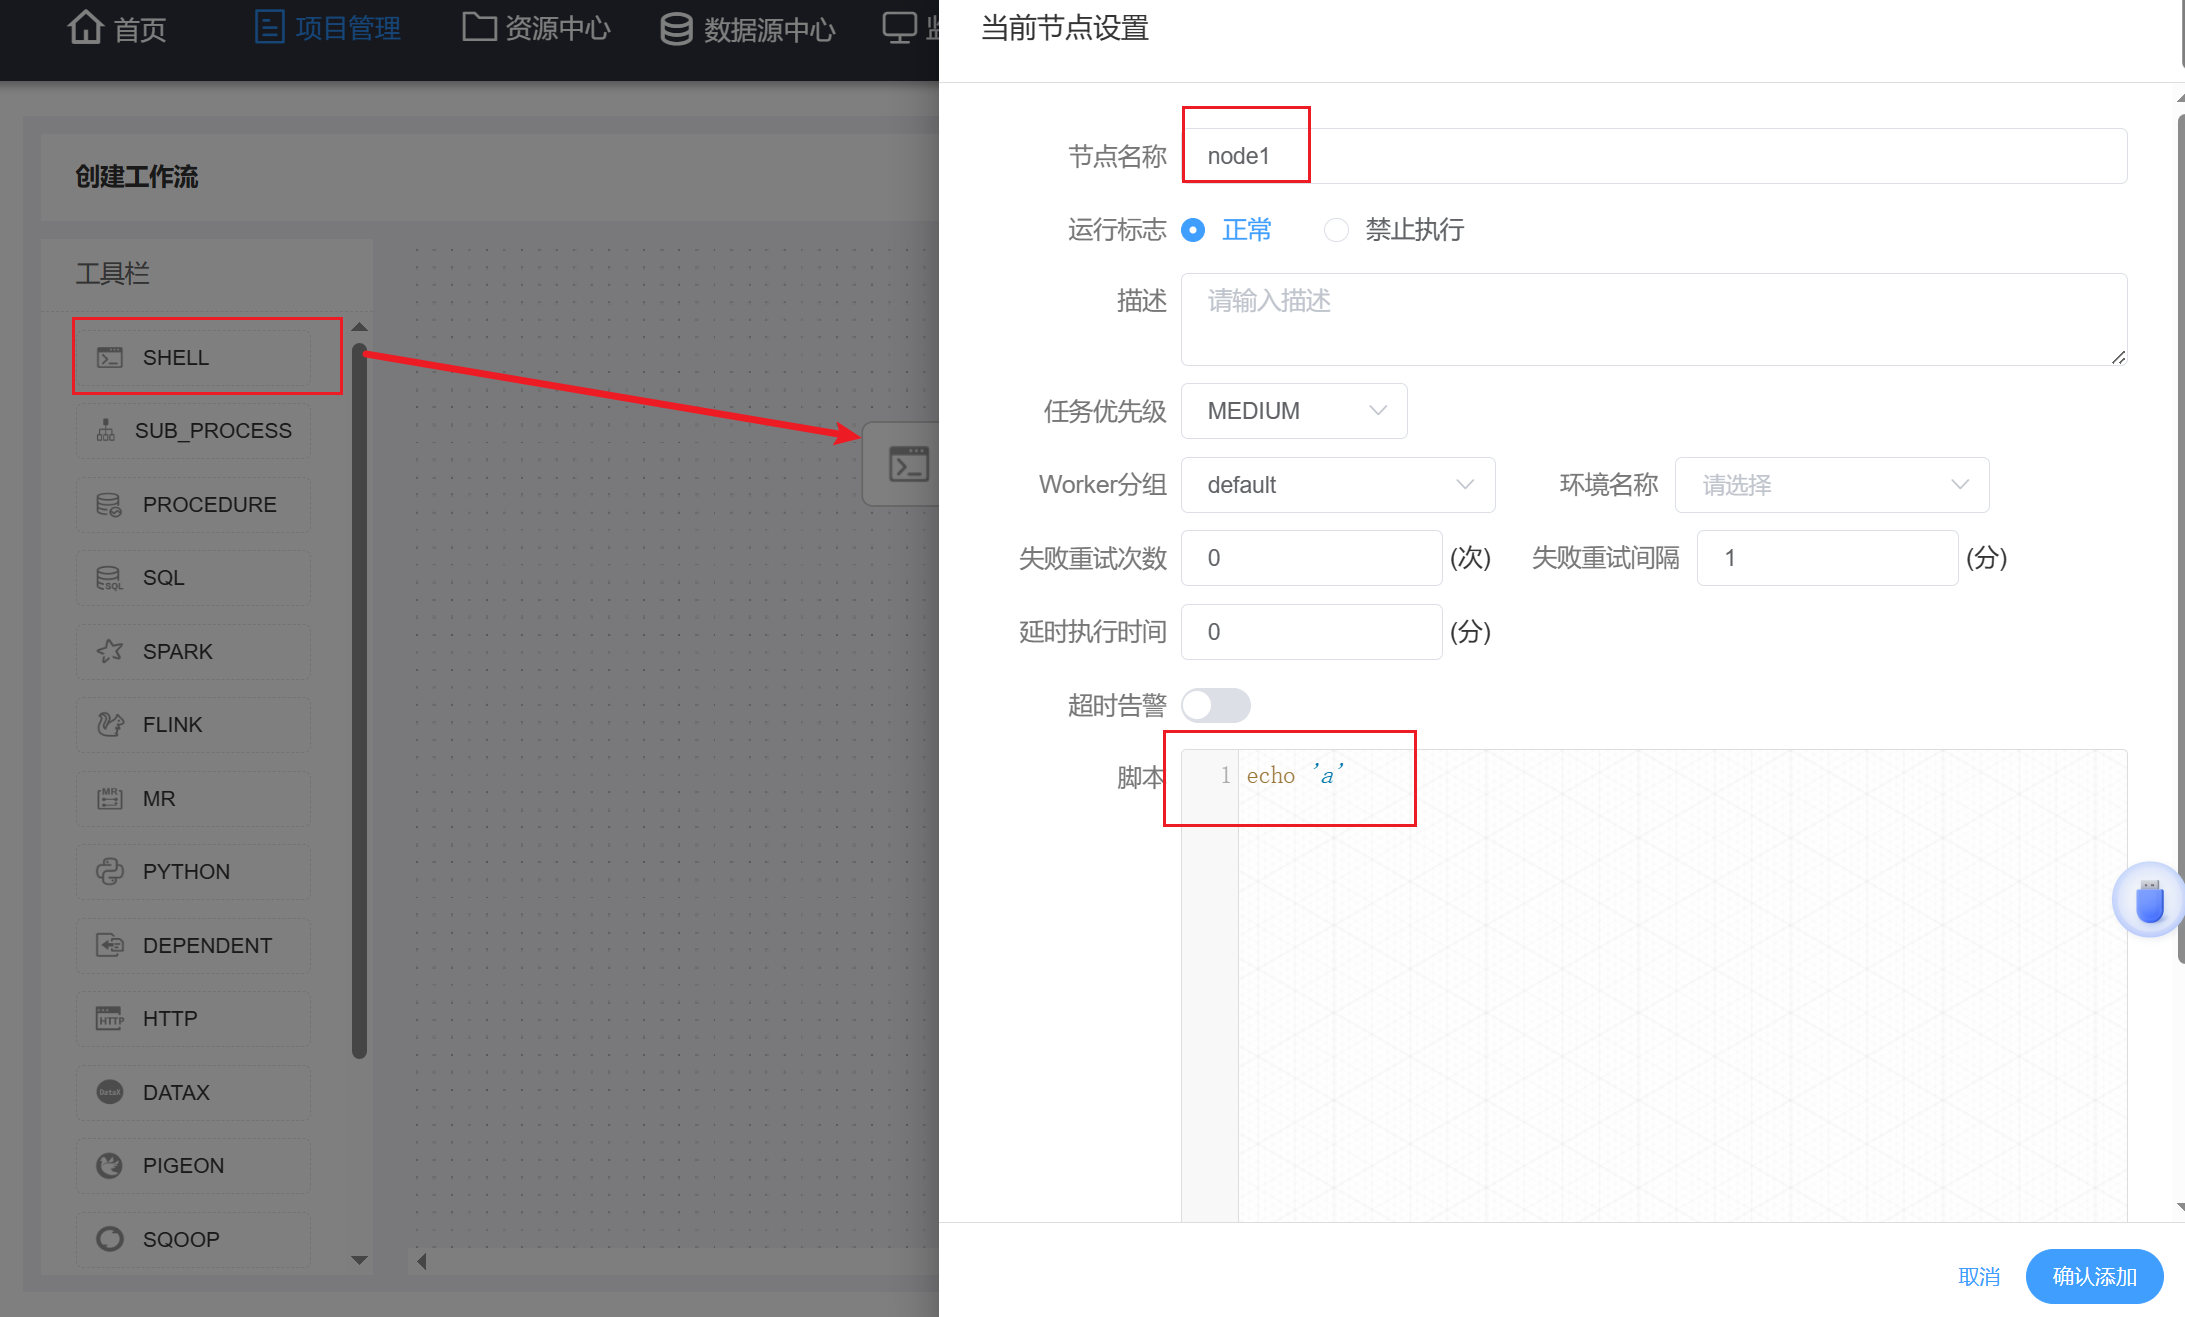 首页
项目管理
资源中心
数据源中心
当前节点设置
创建工作流
工具栏
SHELL
SUB_PROCESS
PROCEDURE
SQL
SPARK
FLINK
MR
PYTHON
DEPENDENT
HTTP
DATAX
PIGEON
SQOOP
节点名称 node1
运行标志 正常 禁止执行
描述 请输入描述
任务优先级 MEDIUM
Worker分组 default 环境名称 请选择
失败重试次数 0 (次) 失败重试间隔 1 (分)
延时执行时间 0 (分)
超时告警
脚本 1 echo 'a'
取消 确认添加